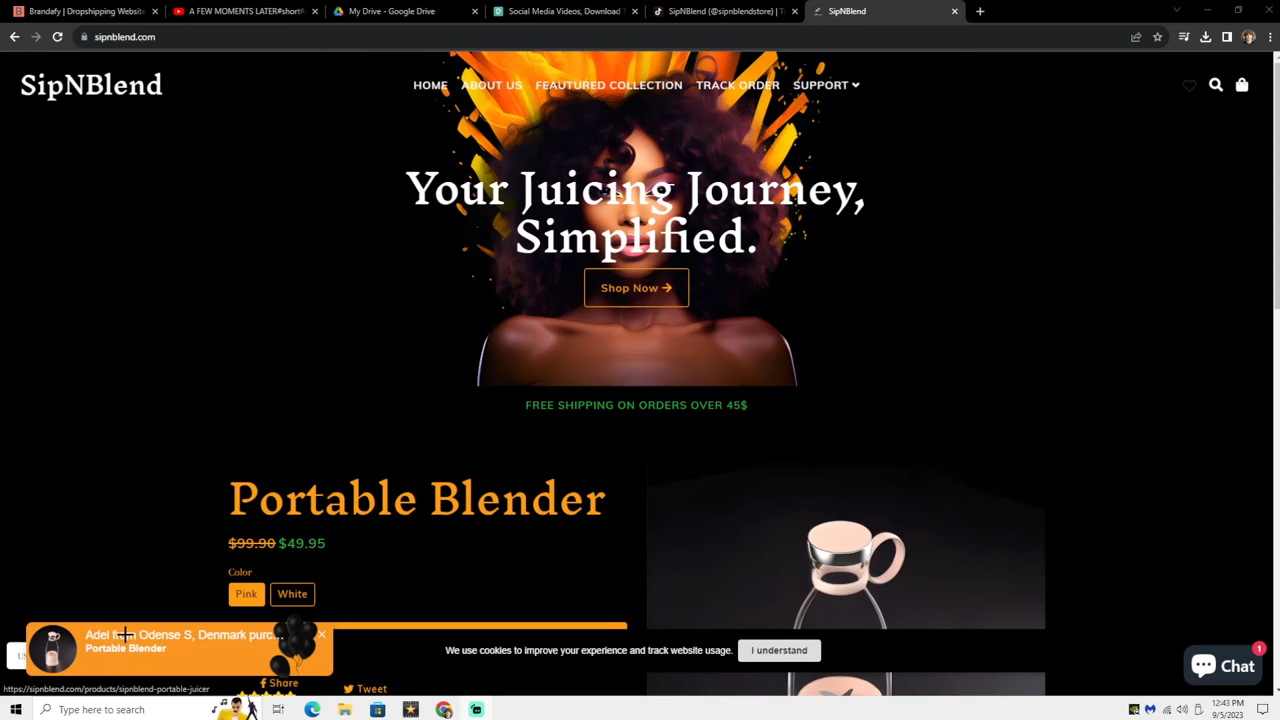 Brandafy | Dropshipping Website
A FEW MOMENTS LATER#short#
My Drive - Google Drive
Social Media Videos, Download T
SipNBlend (@sipnblendstore) | Ti
SipNBlend
sipnblend.com
SipNBlend
HOME
ABOUT US
FEAUTURED COLLECTION
TRACK ORDER
SUPPORT
Your Juicing Journey,
Simplified.
Shop Now
FREE SHIPPING ON ORDERS OVER 45$
Portable Blender
$99.90 $49.95
Color
Pink
White
Adel from Odense S, Denmark purc...
Portable Blender
We use cookies to improve your experience and track website usage.
I understand
1
Chat
https://sipnblend.com/products/sipnblend-portable-juicer
Share
Tweet
Type here to search
12:43 PM
9/5/2023